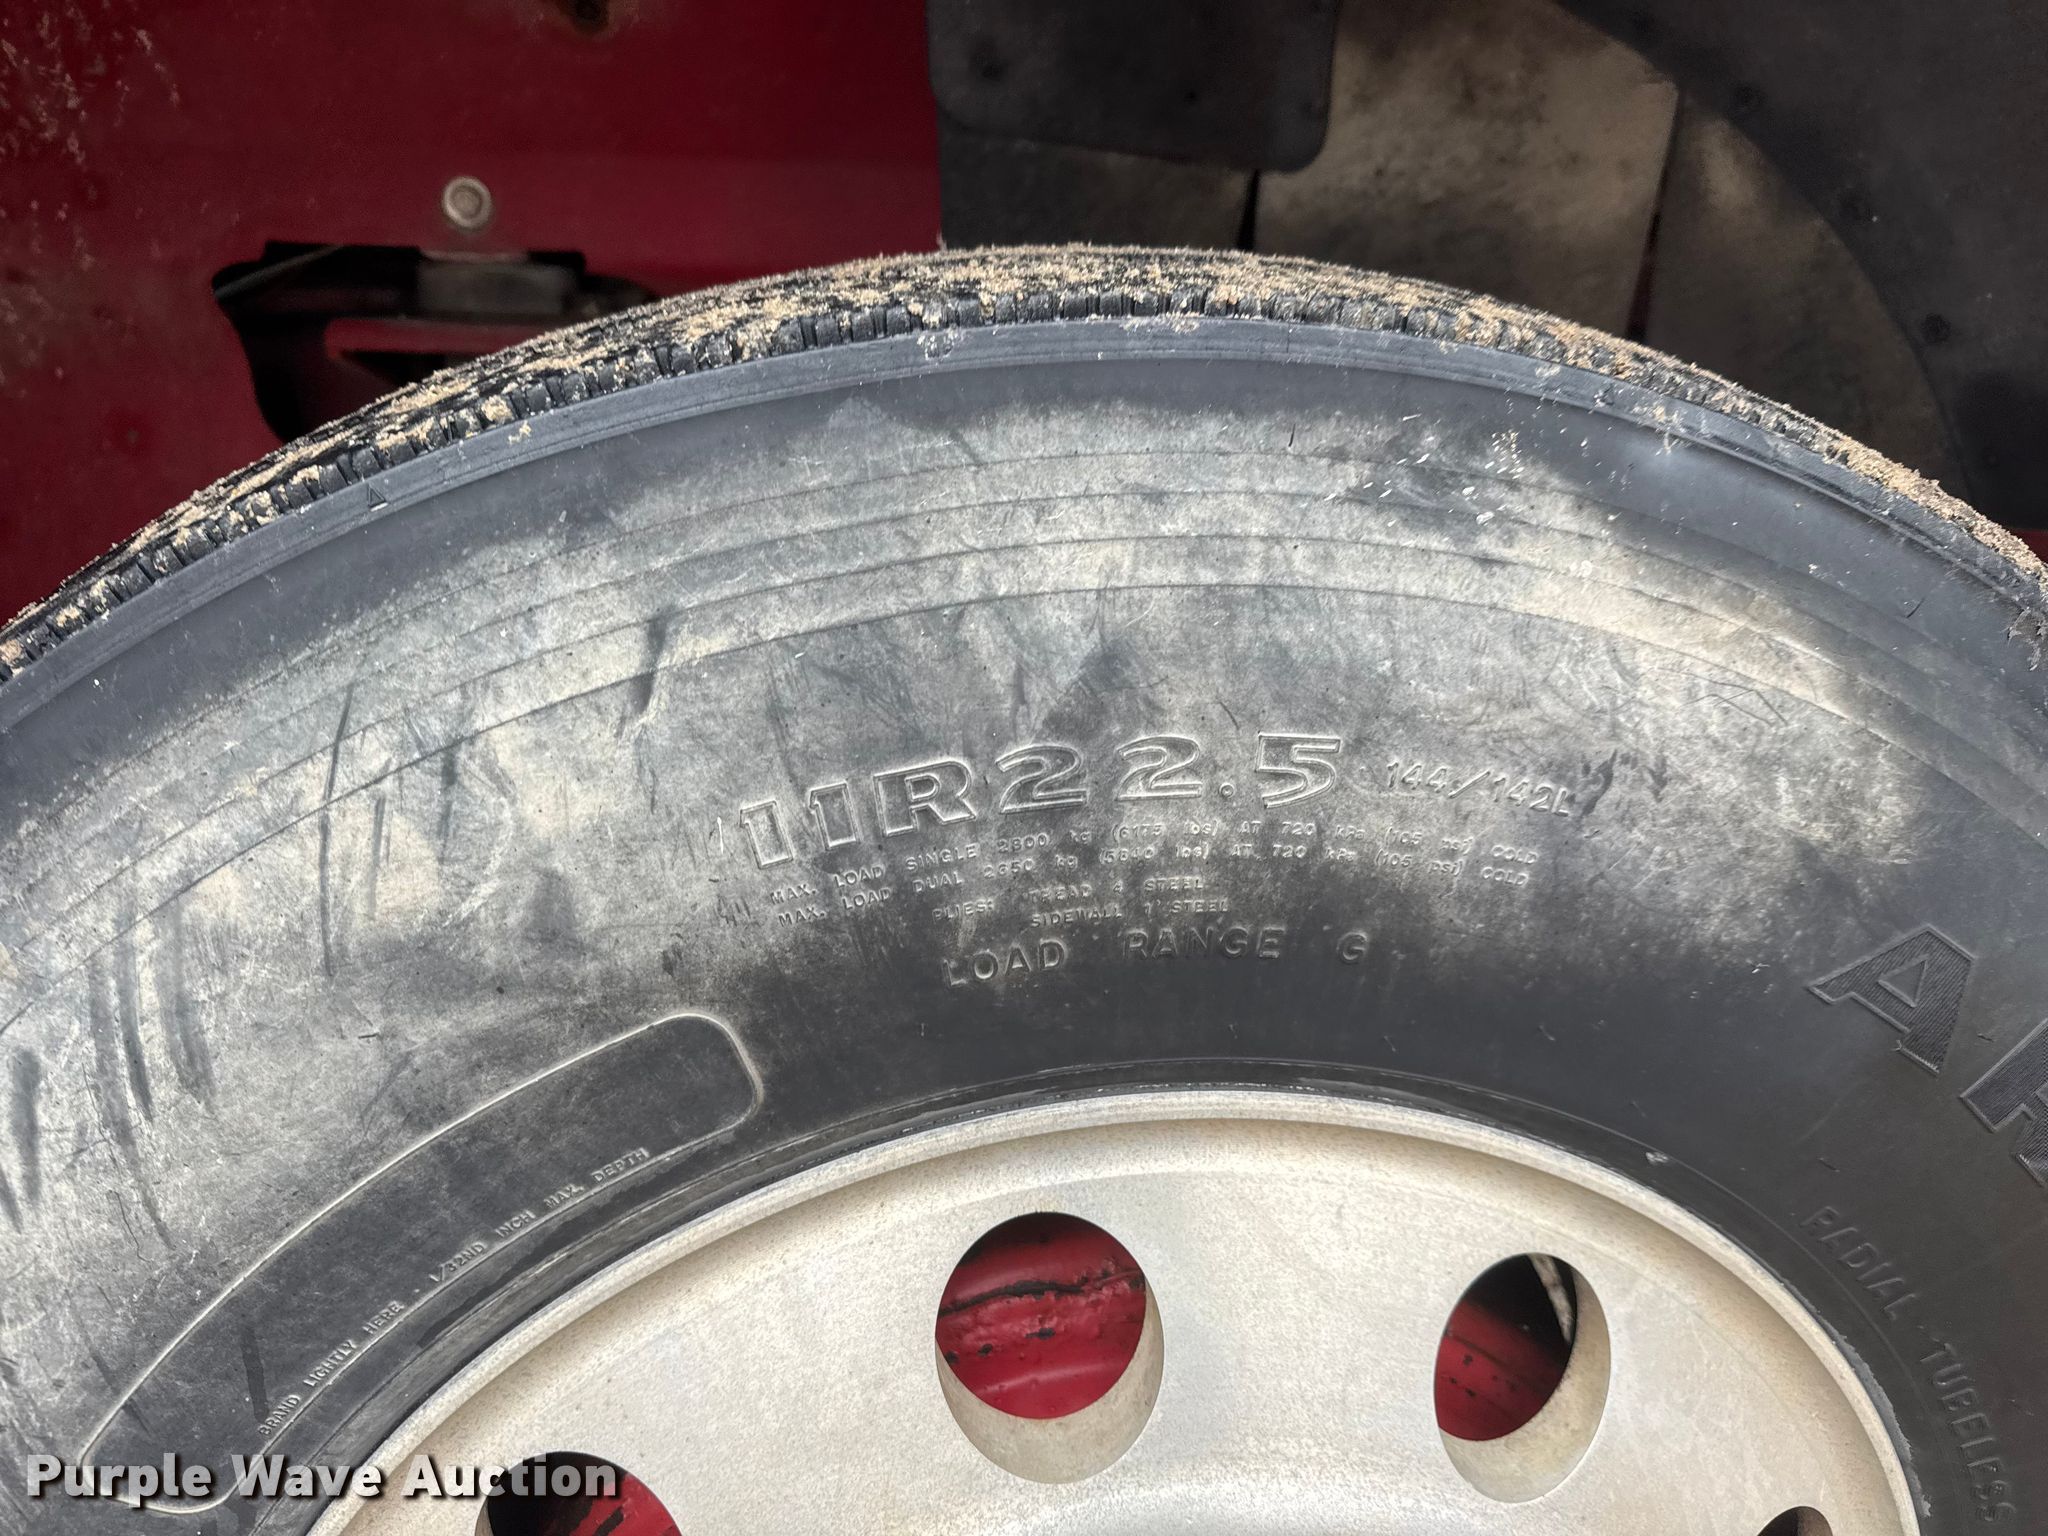 11R22.5 144/142L
MAX. LOAD SINGLE 2800 kg (6175 lbs) AT 720 kPa (105 psi) COLD
MAX. LOAD DUAL 2650 kg (5840 lbs) AT 720 kPa (105 psi) COLD
PLIES: TREAD 4 STEEL
SIDEWALL 1 STEEL
LOAD RANGE G
BRAND LIGHTLY HERE 1/32ND INCH MAX. DEPTH
RADIAL TUBELESS
Purple Wave Auction